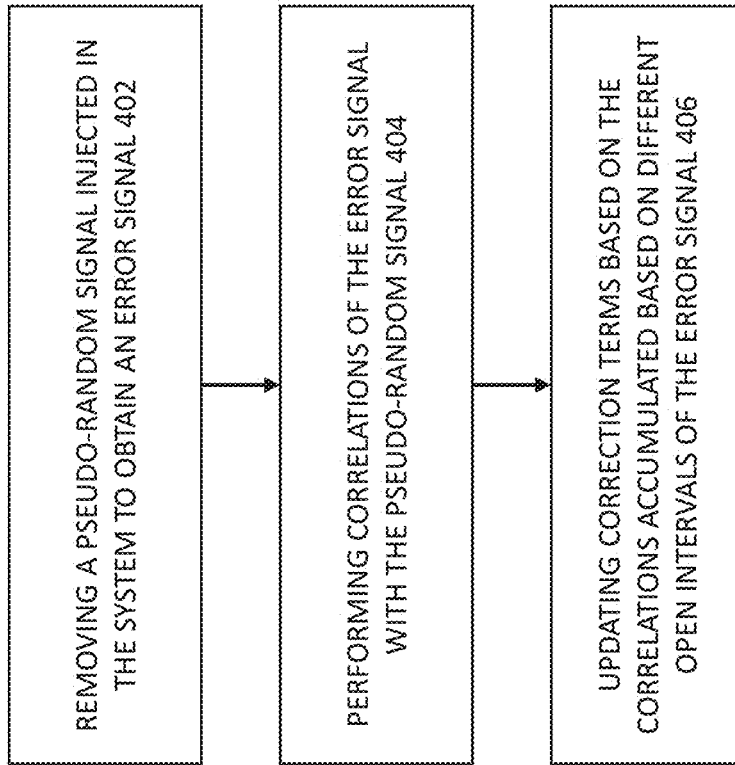 REMOVING A PSEUDO-RANDOM SIGNAL INJECTED IN
THE SYSTEM TO OBTAIN AN ERROR SIGNAL 402
PERFORMING CORRELATIONS OF THE ERROR SIGNAL
WITH THE PSEUDO-RANDOM SIGNAL 404
UPDATING CORRECTION TERMS BASED ON THE
CORRELATIONS ACCUMULATED BASED ON DIFFERENT
OPEN INTERVALS OF THE ERROR SIGNAL 406